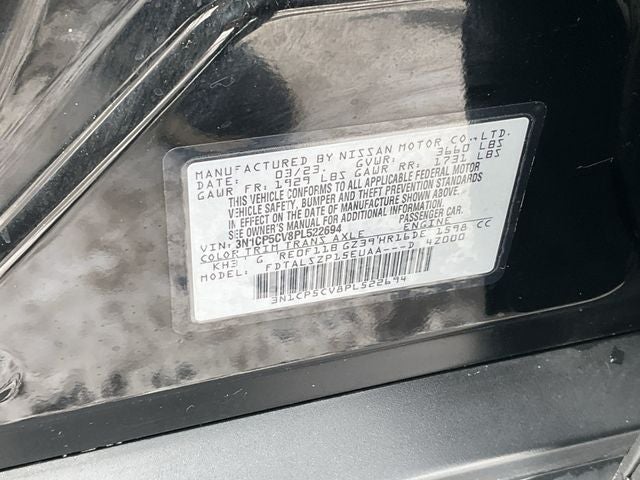 MANUFACTURED BY NISSAN MOTOR CO., LTD.
DATE: 03/23. GVWR: 3660 LBS
GAWR FR: 1929 LBS GAWR RR: 1731 LBS
THIS VEHICLE CONFORMS TO ALL APPLICABLE FEDERAL MOTOR
VEHICLE SAFETY, BUMPER AND THEFT PREVENTION STANDARDS
IN EFFECT ON THE DATE OF MANUFACTURE SHOWN ABOVE.
SEE OWNER'S MANUAL FOR ADDITIONAL INFORMATION.
VIN: 3N1CP5CV8PL522694 PASSENGER CAR
COLOR TRIM TRANS AXLE ENGINE
KH3 G RE0F11B GZ39 HR16DE 1598 CC
MODEL: FDTALSZP15EUAA---D 4Z000
3N1CP5CV8PL522694